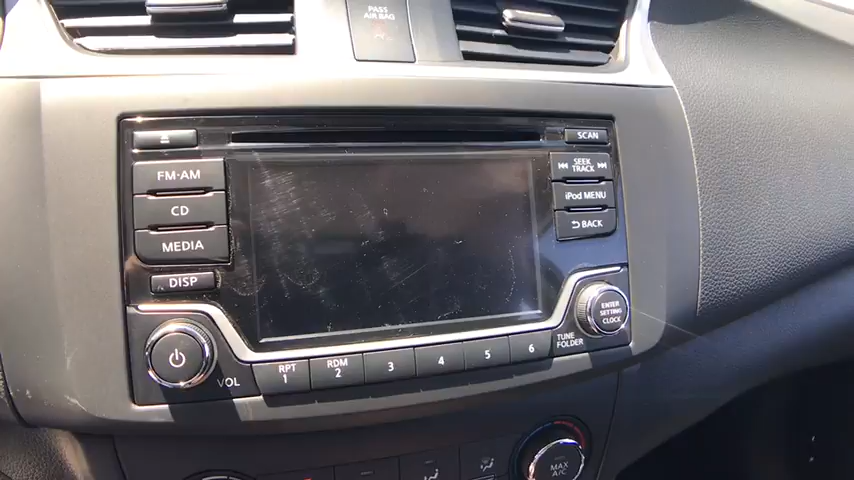 PASS
AIR BAG
SCAN
FM·AM
SEEK
TRACK
iPod MENU
CD
BACK
MEDIA
DISP
ENTER
SETTING
CLOCK
TUNE
FOLDER
VOL
RPT
1
RDM
2
3
4
5
6
MAX
A/C